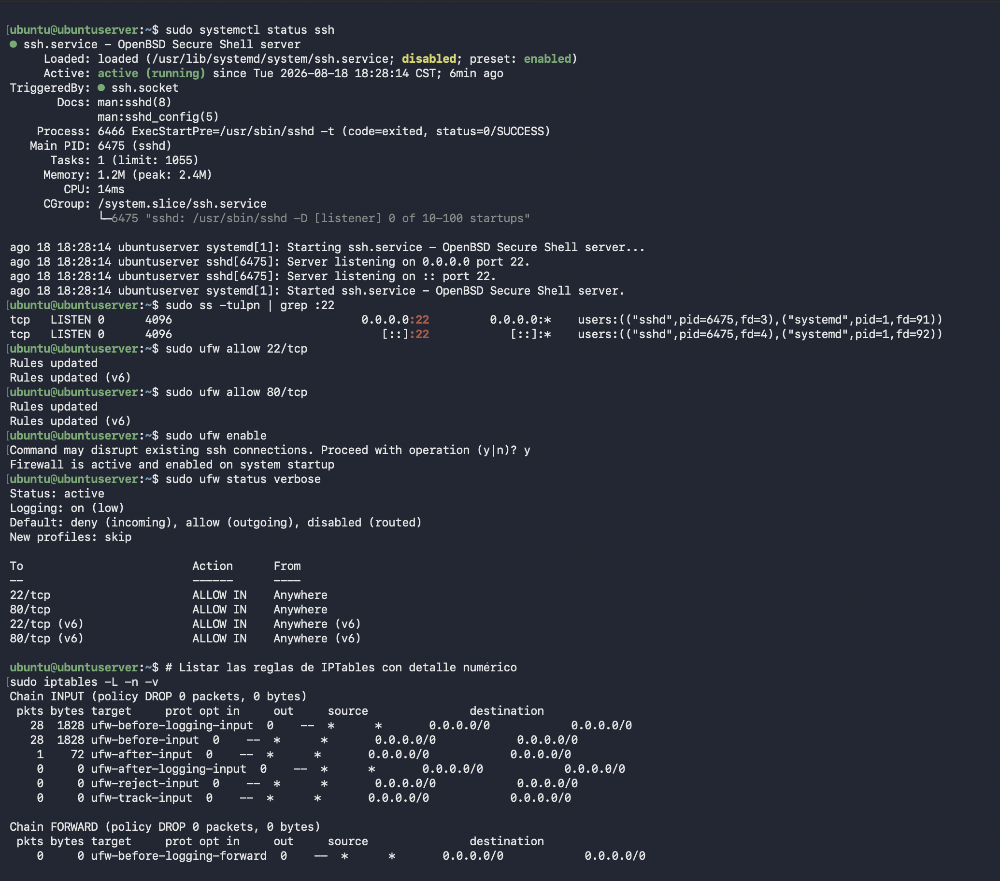 [ubuntu@ubuntuserver:~$ sudo systemctl status ssh
● ssh.service – OpenBSD Secure Shell server
     Loaded: loaded (/usr/lib/systemd/system/ssh.service; disabled; preset: enabled)
     Active: active (running) since Tue 2026-08-18 18:28:14 CST; 6min ago
TriggeredBy: ● ssh.socket
       Docs: man:sshd(8)
             man:sshd_config(5)
    Process: 6466 ExecStartPre=/usr/sbin/sshd -t (code=exited, status=0/SUCCESS)
   Main PID: 6475 (sshd)
      Tasks: 1 (limit: 1055)
     Memory: 1.2M (peak: 2.4M)
        CPU: 14ms
     CGroup: /system.slice/ssh.service
             └─6475 "sshd: /usr/sbin/sshd -D [listener] 0 of 10-100 startups"

ago 18 18:28:14 ubuntuserver systemd[1]: Starting ssh.service – OpenBSD Secure Shell server...
ago 18 18:28:14 ubuntuserver sshd[6475]: Server listening on 0.0.0.0 port 22.
ago 18 18:28:14 ubuntuserver sshd[6475]: Server listening on :: port 22.
ago 18 18:28:14 ubuntuserver systemd[1]: Started ssh.service – OpenBSD Secure Shell server.
[ubuntu@ubuntuserver:~$ sudo ss -tulpn | grep :22
tcp   LISTEN 0      4096                            0.0.0.0:22         0.0.0.0:*    users:(("sshd",pid=6475,fd=3),("systemd",pid=1,fd=91))
tcp   LISTEN 0      4096                               [::]:22            [::]:*    users:(("sshd",pid=6475,fd=4),("systemd",pid=1,fd=92))
[ubuntu@ubuntuserver:~$ sudo ufw allow 22/tcp
Rules updated
Rules updated (v6)
[ubuntu@ubuntuserver:~$ sudo ufw allow 80/tcp
Rules updated
Rules updated (v6)
[ubuntu@ubuntuserver:~$ sudo ufw enable
[Command may disrupt existing ssh connections. Proceed with operation (y|n)? y
Firewall is active and enabled on system startup
[ubuntu@ubuntuserver:~$ sudo ufw status verbose
Status: active
Logging: on (low)
Default: deny (incoming), allow (outgoing), disabled (routed)
New profiles: skip

To                         Action      From
--                         ------      ----
22/tcp                     ALLOW IN    Anywhere
80/tcp                     ALLOW IN    Anywhere
22/tcp (v6)                ALLOW IN    Anywhere (v6)
80/tcp (v6)                ALLOW IN    Anywhere (v6)

ubuntu@ubuntuserver:~$ # Listar las reglas de IPTables con detalle numérico
[sudo iptables -L -n -v
Chain INPUT (policy DROP 0 packets, 0 bytes)
 pkts bytes target     prot opt in     out     source               destination
   28  1828 ufw-before-logging-input  0    --  *      *       0.0.0.0/0            0.0.0.0/0
   28  1828 ufw-before-input  0    --  *      *       0.0.0.0/0            0.0.0.0/0
    1    72 ufw-after-input  0    --  *      *       0.0.0.0/0            0.0.0.0/0
    0     0 ufw-after-logging-input  0    --  *      *       0.0.0.0/0            0.0.0.0/0
    0     0 ufw-reject-input  0    --  *      *       0.0.0.0/0            0.0.0.0/0
    0     0 ufw-track-input  0    --  *      *       0.0.0.0/0            0.0.0.0/0

Chain FORWARD (policy DROP 0 packets, 0 bytes)
 pkts bytes target     prot opt in     out     source               destination
    0     0 ufw-before-logging-forward  0    --  *      *       0.0.0.0/0            0.0.0.0/0